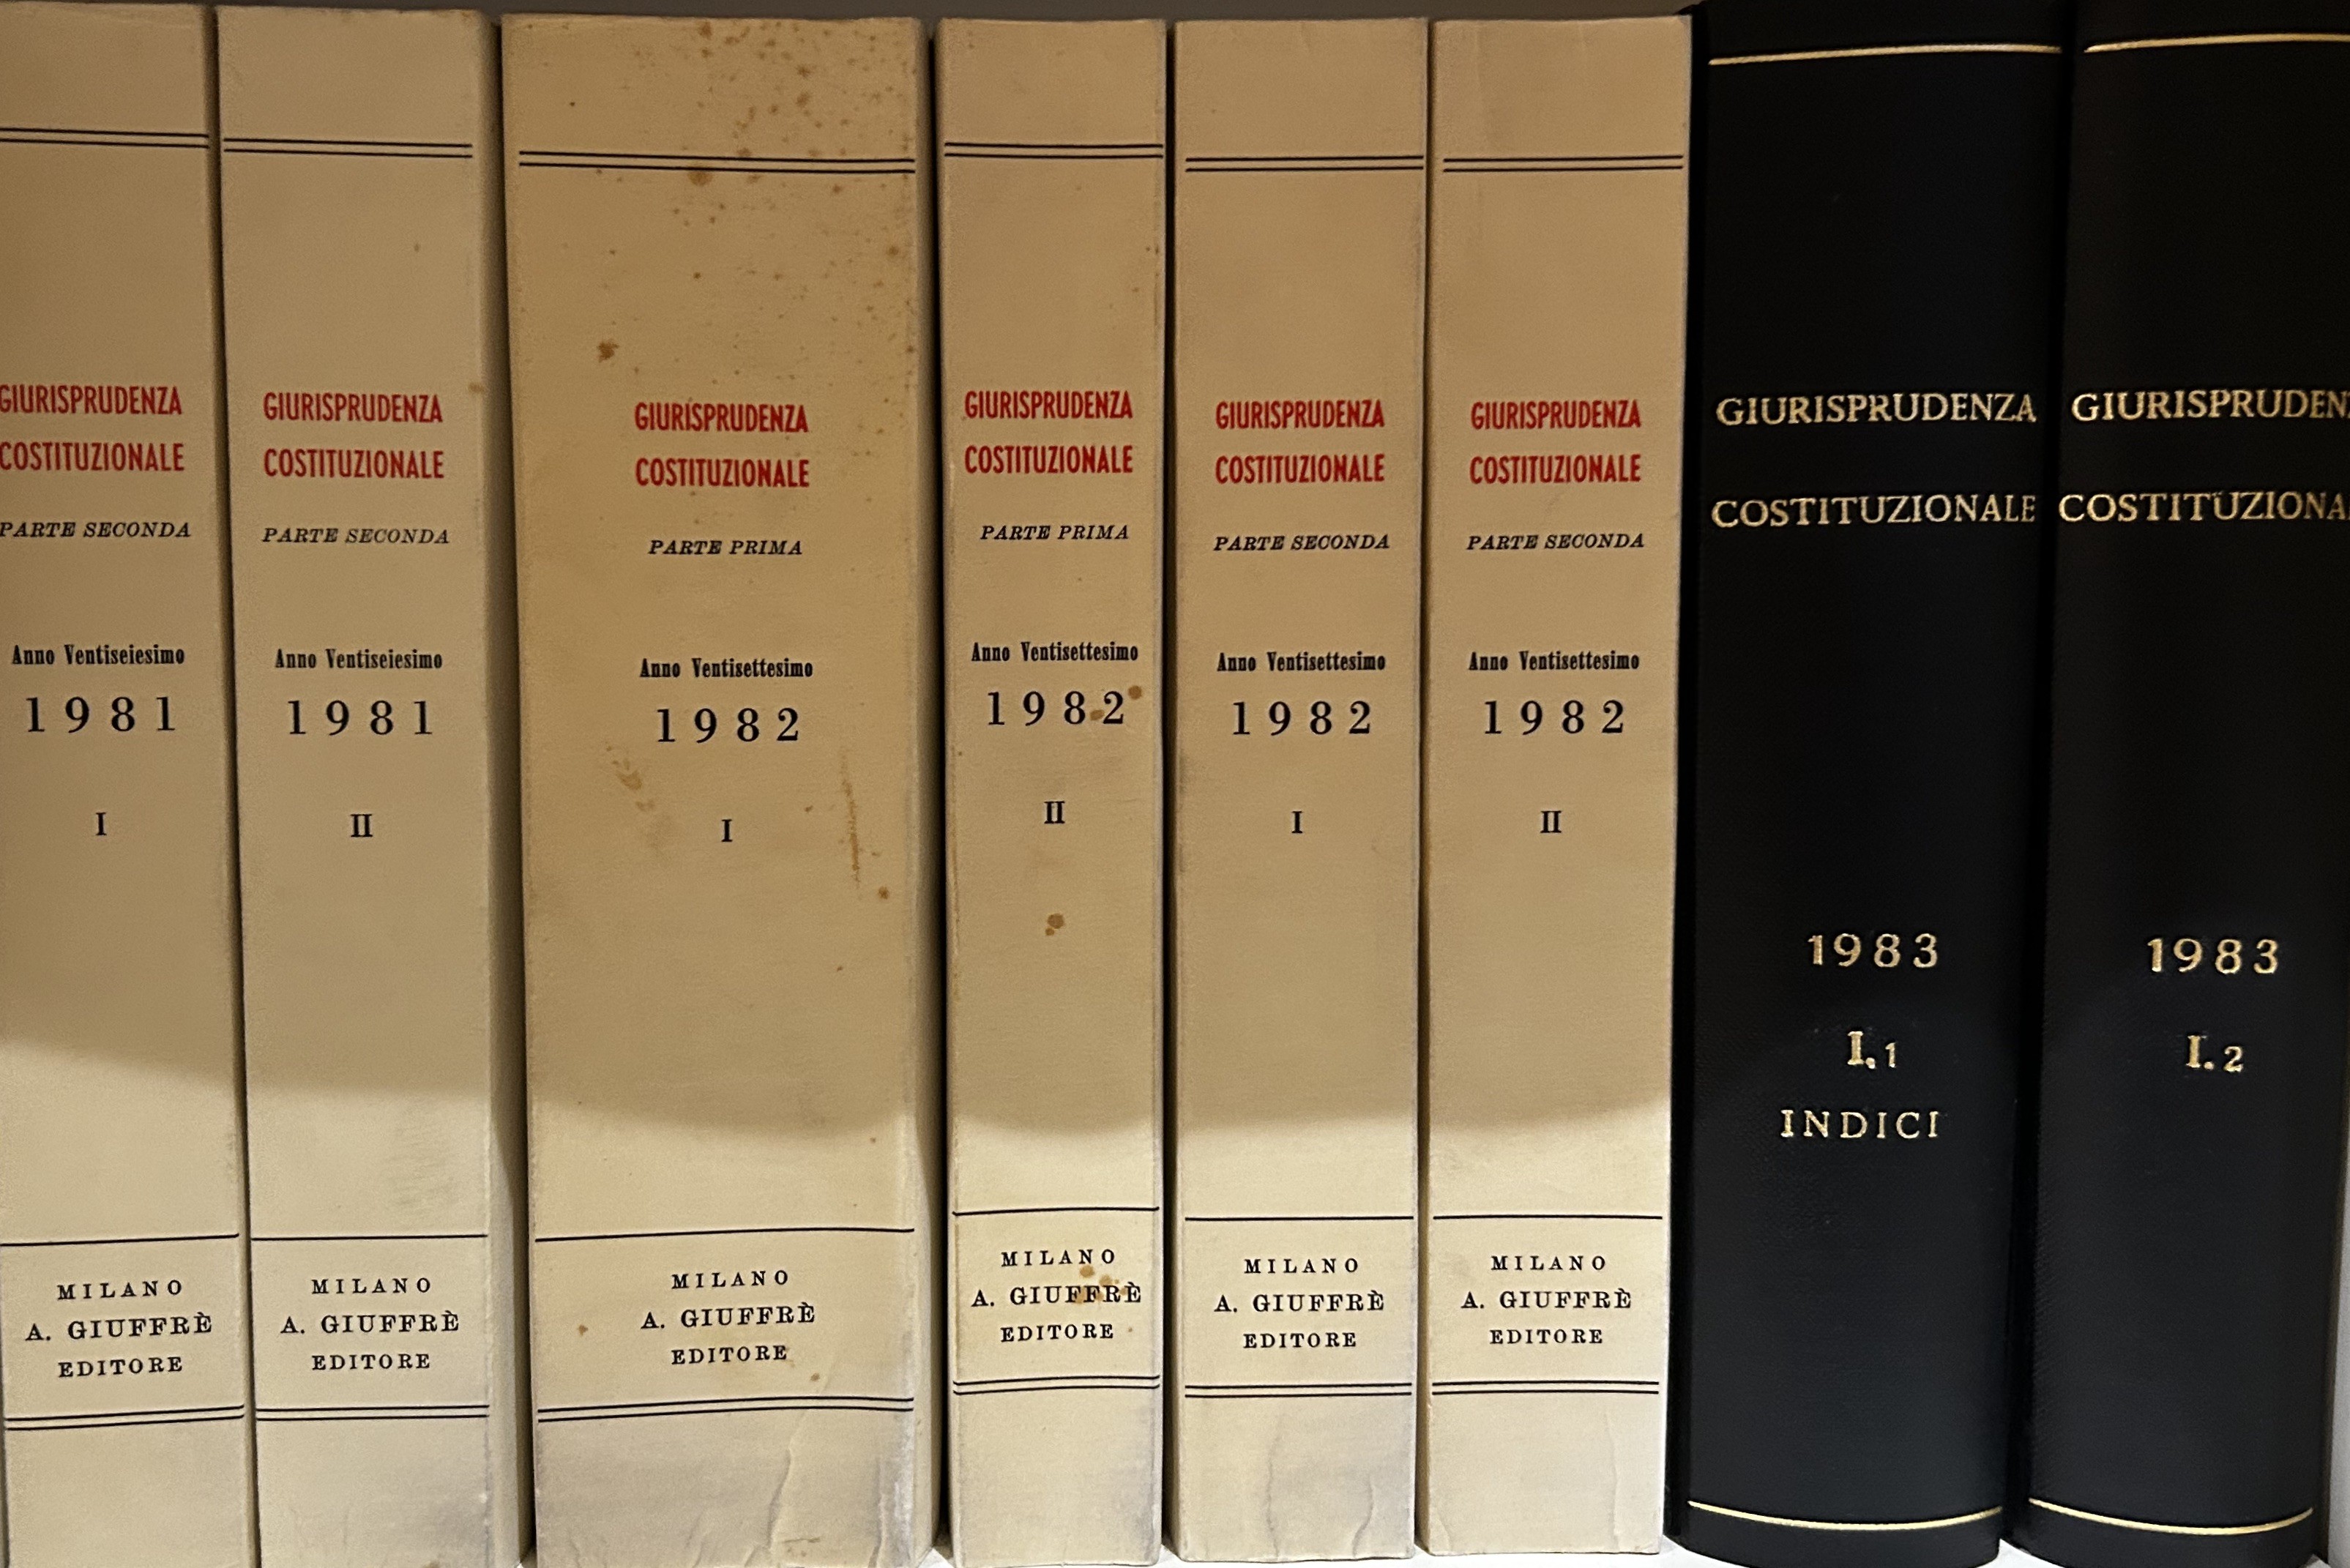 GIURISPRUDENZA
COSTITUZIONALE
PARTE SECONDA
Anno Ventiseiesimo
1981
I
MILANO
A. GIUFFRÈ
EDITORE
GIURISPRUDENZA
COSTITUZIONALE
PARTE SECONDA
Anno Ventiseiesimo
1981
II
MILANO
A. GIUFFRÈ
EDITORE
GIURISPRUDENZA
COSTITUZIONALE
PARTE PRIMA
Anno Ventisettesimo
1982
I
MILANO
A. GIUFFRÈ
EDITORE
GIURISPRUDENZA
COSTITUZIONALE
PARTE PRIMA
Anno Ventisettesimo
1982
II
MILANO
A. GIUFFRÈ
EDITORE
GIURISPRUDENZA
COSTITUZIONALE
PARTE SECONDA
Anno Ventisettesimo
1982
I
MILANO
A. GIUFFRÈ
EDITORE
GIURISPRUDENZA
COSTITUZIONALE
PARTE SECONDA
Anno Ventisettesimo
1982
II
MILANO
A. GIUFFRÈ
EDITORE
GIURISPRUDENZA
COSTITUZIONALE
1983
I.1
INDICI
GIURISPRUDEN
COSTITUZIONA
1983
I.2